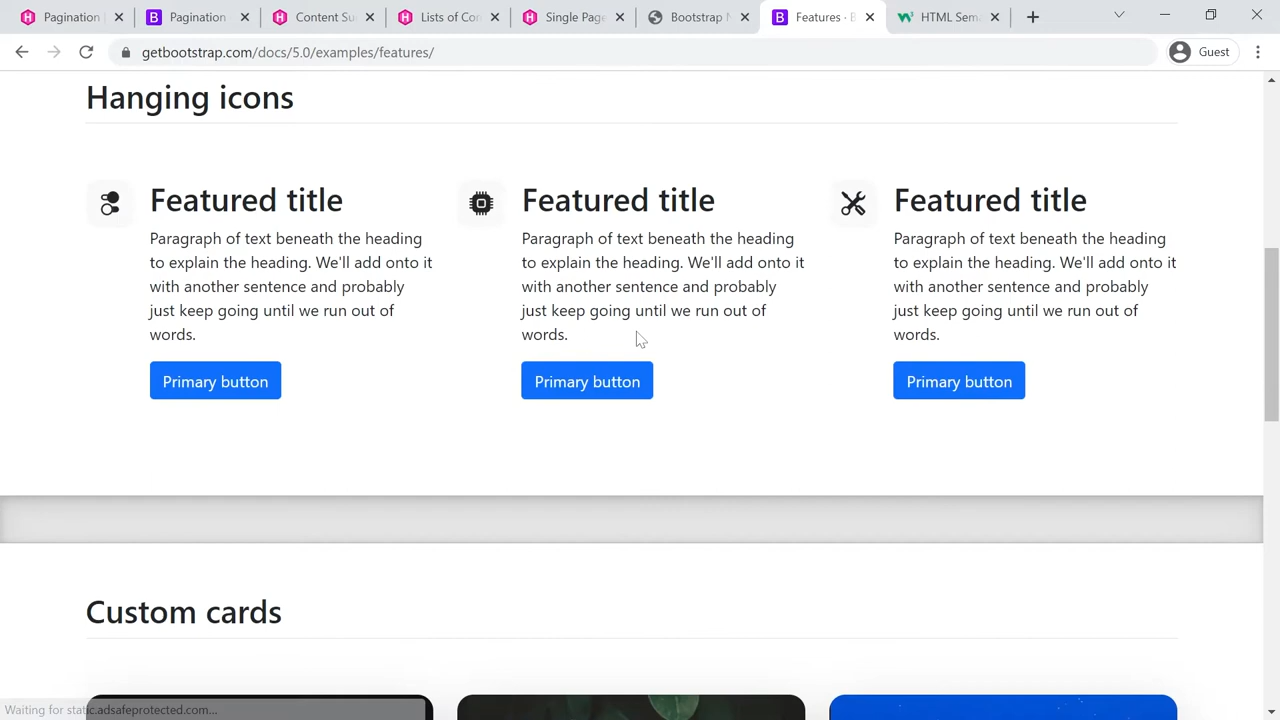 Pagination
Pagination
Content Su
Lists of Con
Single Page
Bootstrap
Features · B
HTML Sem
getbootstrap.com/docs/5.0/examples/features/
Guest
Hanging icons
Featured title
Paragraph of text beneath the heading
to explain the heading. We'll add onto it
with another sentence and probably
just keep going until we run out of
words.
Primary button
Featured title
Paragraph of text beneath the heading
to explain the heading. We'll add onto it
with another sentence and probably
just keep going until we run out of
words.
Primary button
Featured title
Paragraph of text beneath the heading
to explain the heading. We'll add onto it
with another sentence and probably
just keep going until we run out of
words.
Primary button
Custom cards
Waiting for static.adsafeprotected.com...